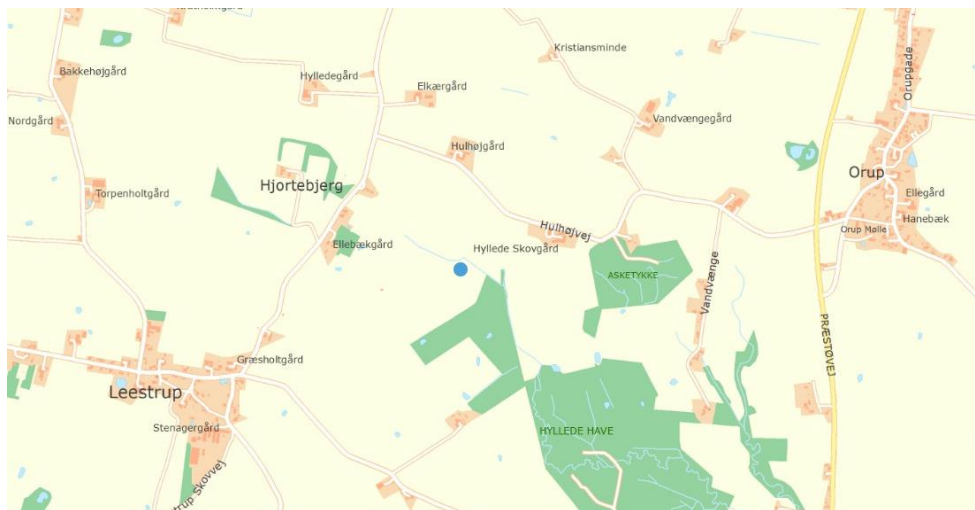 Kristiansminde
Bakkehøjgård
Hylledegård
Elkærgård
Orupgade
Nordgård
Vandvængegård
Hulhøjgård
Hjortebjerg
Orup
Torpenholtgård
Ellegård
Hanebæk
Hulhøjvej
Orup Mølle
Ellebækgård
Hyllede Skovgård
ASKETYKKE
Vandvænge
PRÆSTØVEJ
Græsholtgård
Leestrup
Stenagergård
HYLLEDE HAVE
Skovvej